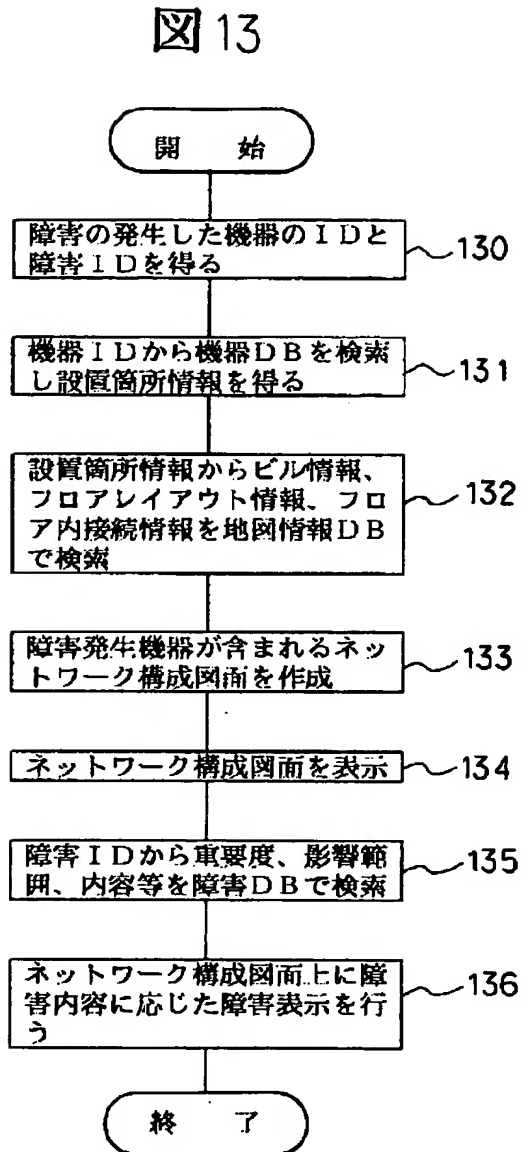 図13
開 始
障害の発生した機器のIDと
障害IDを得る
130
機器IDから機器DBを検索
し設置箇所情報を得る
131
設置箇所情報からビル情報、
フロアレイアウト情報、フロ
ア内接続情報を地図情報DB
で検索
132
障害発生機器が含まれるネッ
トワーク構成図面を作成
133
ネットワーク構成図面を表示
134
障害IDから重要度、影響範
囲、内容等を障害DBで検索
135
ネットワーク構成図面上に障
害内容に応じた障害表示を行
う
136
終 了